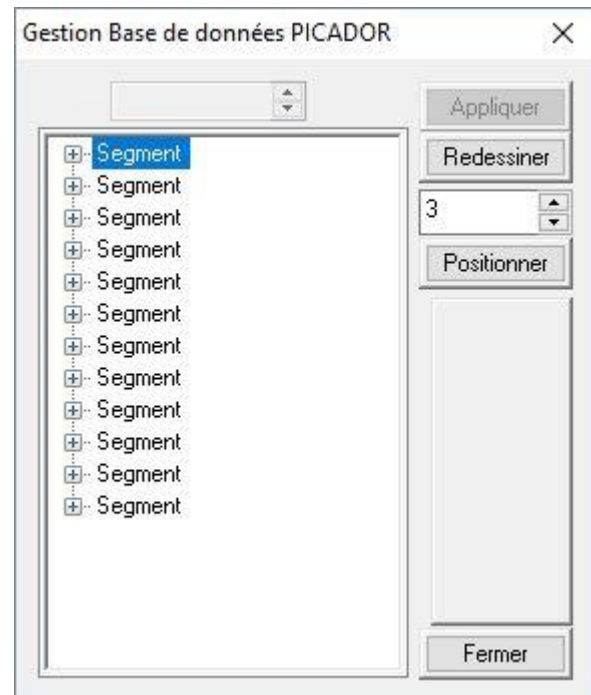 Gestion Base de données PICADOR
Appliquer
Segment
Segment
Segment
Segment
Segment
Segment
Segment
Segment
Segment
Segment
Segment
Segment
Redessiner
3
Positionner
Fermer